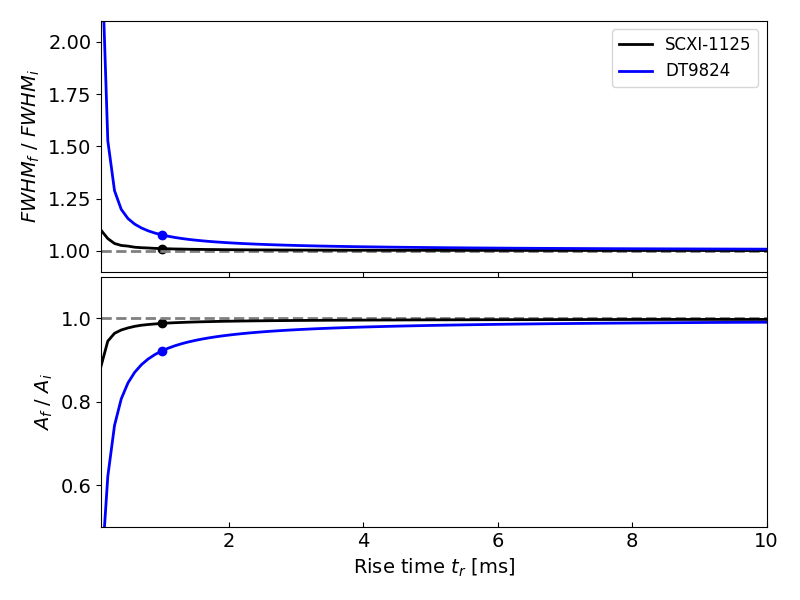 2.00
1.75
1.50
1.25
1.00
FWHM_f / FWHM_i
SCXI-1125
DT9824
1.0
0.8
0.6
A_f / A_i
2 4 6 8 10
Rise time t_r [ms]